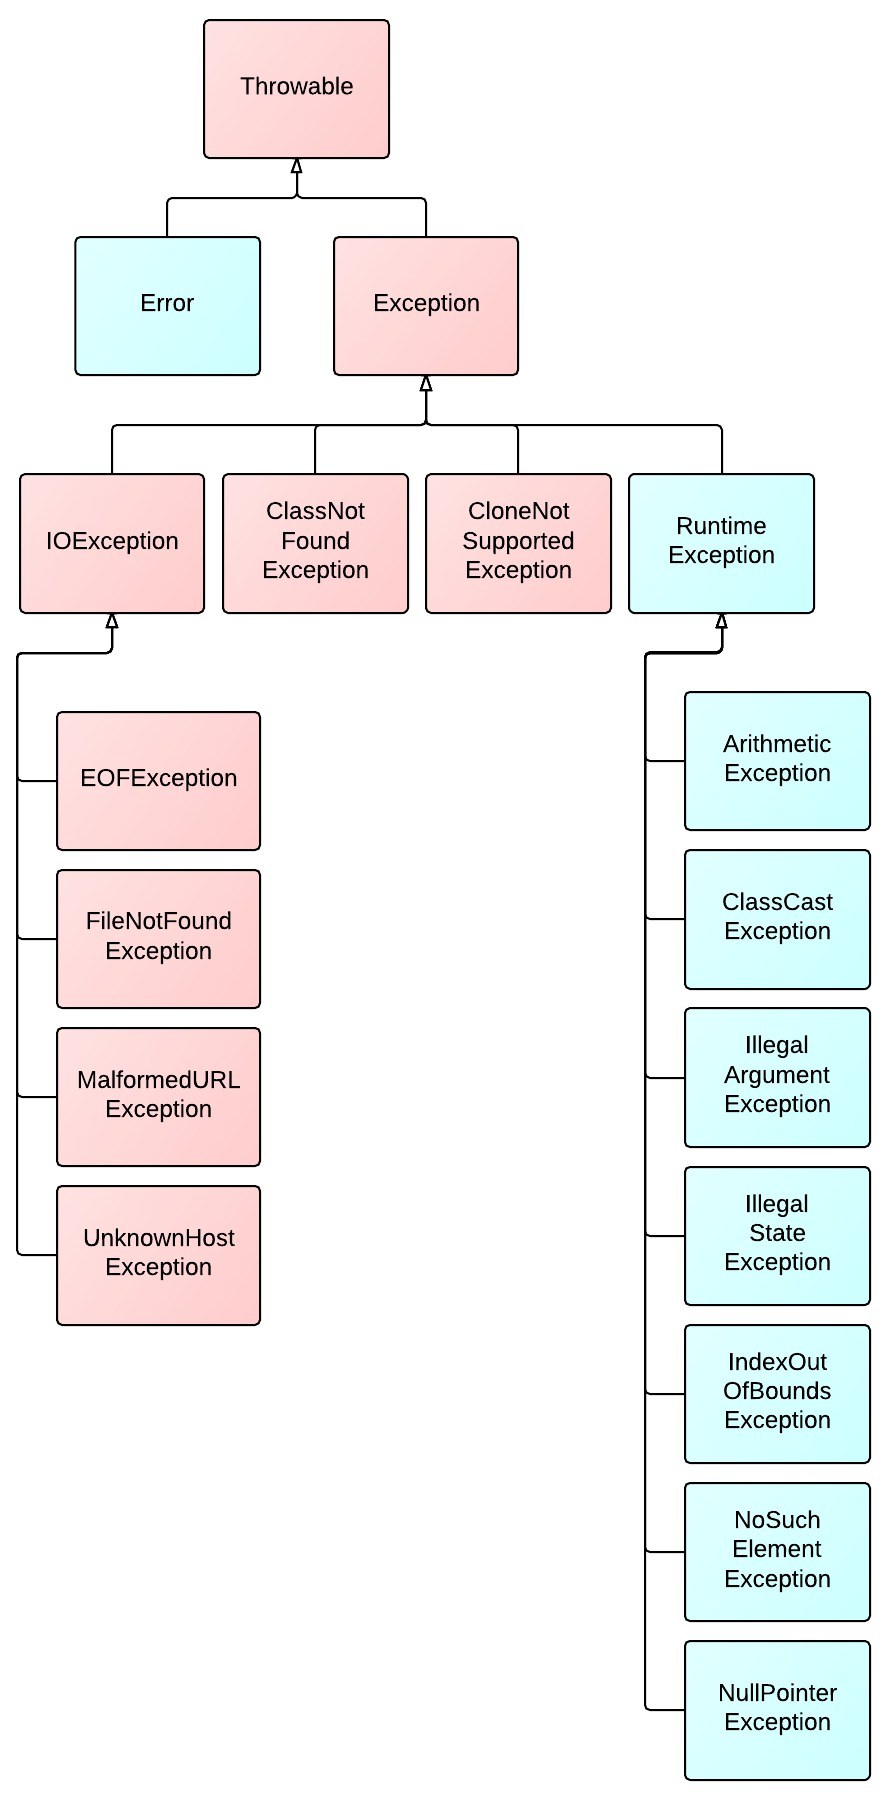 Throwable
Error
Exception
IOException
ClassNot
Found
Exception
CloneNot
Supported
Exception
Runtime
Exception
EOFException
FileNotFound
Exception
MalformedURL
Exception
UnknownHost
Exception
Arithmetic
Exception
ClassCast
Exception
Illegal
Argument
Exception
Illegal
State
Exception
IndexOut
OfBounds
Exception
NoSuch
Element
Exception
NullPointer
Exception